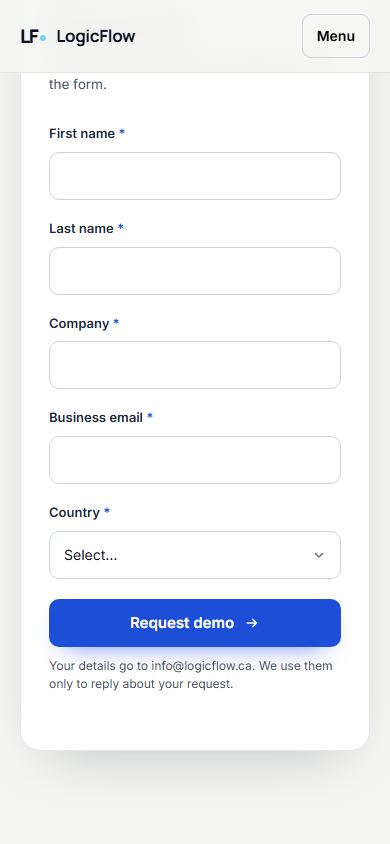 LF LogicFlow
Menu
the form.
First name *
Last name *
Company *
Business email *
Country *
Select...
Request demo →
Your details go to info@logicflow.ca. We use them
only to reply about your request.